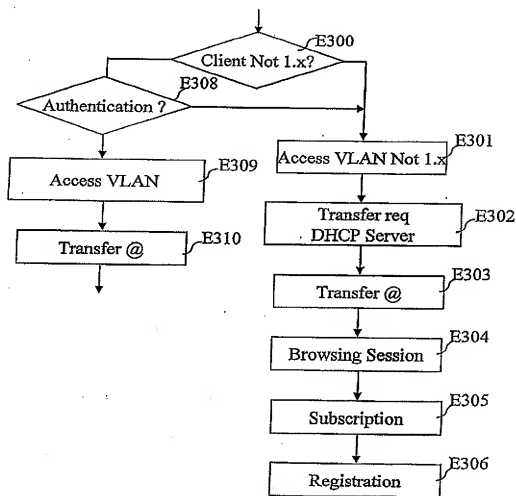 E300
Client Not 1.x?
E308
Authentication ?
E309
Access VLAN
E310
Transfer @
E301
Access VLAN Not 1.x
E302
Transfer req
DHCP Server
E303
Transfer @
E304
Browsing Session
E305
Subscription
E306
Registration